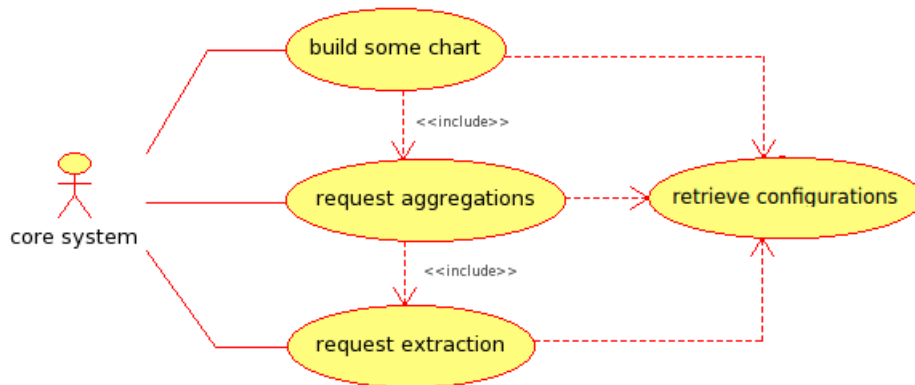 build some chart
<<include>>
request aggregations
retrieve configurations
core system
<<include>>
request extraction